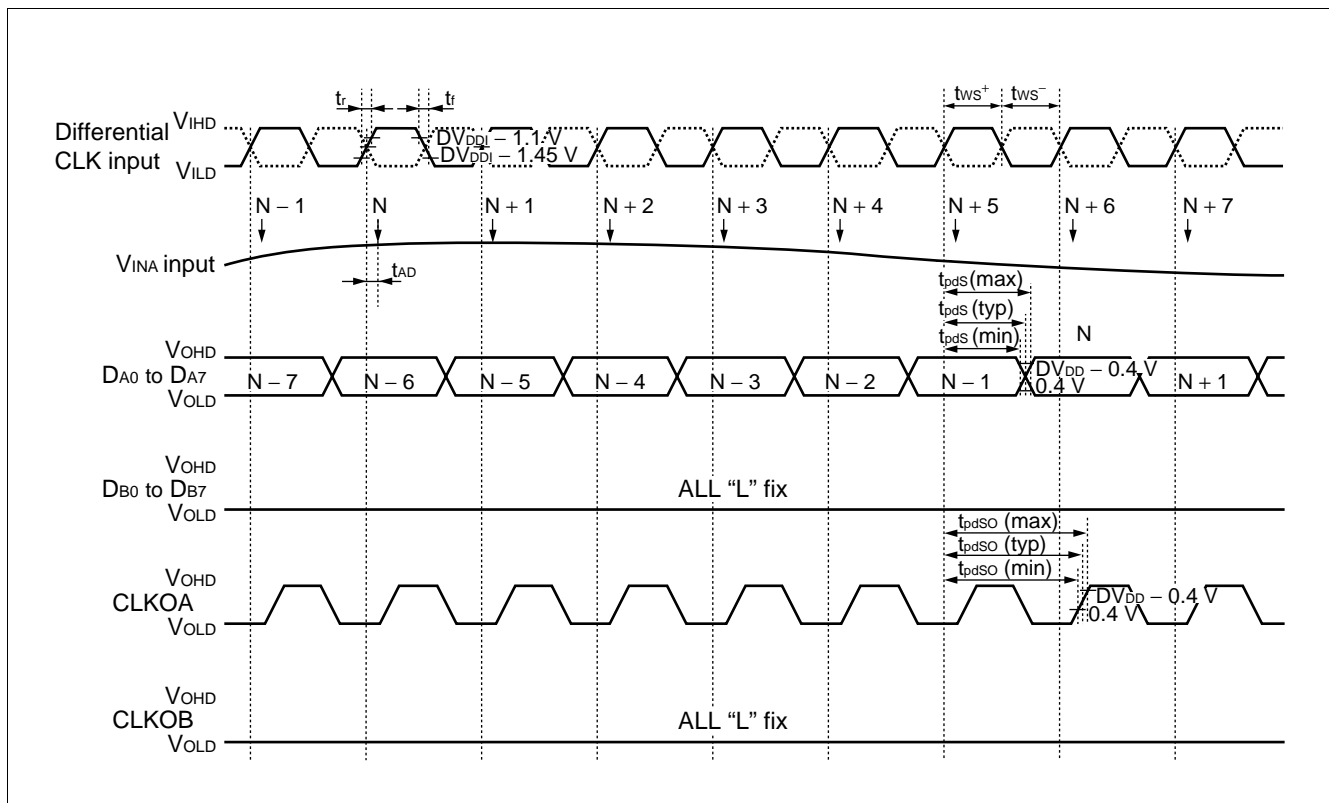 tr tf tWS+ tWS−
Differential CLK input
VIHD
VILD
DVDDI − 1.1 V
DVDDI − 1.45 V
N − 1 N N + 1 N + 2 N + 3 N + 4 N + 5 N + 6 N + 7
VINA input
tAD
tpdS (max)
tpdS (typ)
tpdS (min)
N
VOHD
DA0 to DA7
VOLD
N − 7 N − 6 N − 5 N − 4 N − 3 N − 2 N − 1 N + 1
DVDD − 0.4 V
0.4 V
VOHD
DB0 to DB7
VOLD
ALL “L” fix
tpdSO (max)
tpdSO (typ)
tpdSO (min)
VOHD
CLKOA
VOLD
DVDD − 0.4 V
0.4 V
VOHD
CLKOB
VOLD
ALL “L” fix